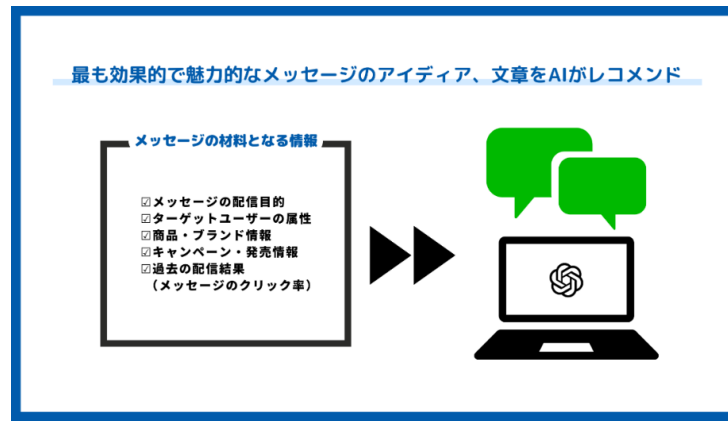 最も効果的で魅力的なメッセージのアイディア、文章をAIがレコメンド
メッセージの材料となる情報
☑メッセージの配信目的
☑ターゲットユーザーの属性
☑商品・ブランド情報
☑キャンペーン・発売情報
☑過去の配信結果
（メッセージのクリック率）